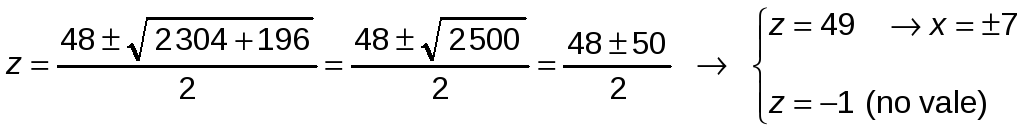 z = (48 ± √(2304 + 196))/2 = (48 ± √2500)/2 = (48 ± 50)/2 → { z = 49 → x = ±7
z = −1 (no vale)